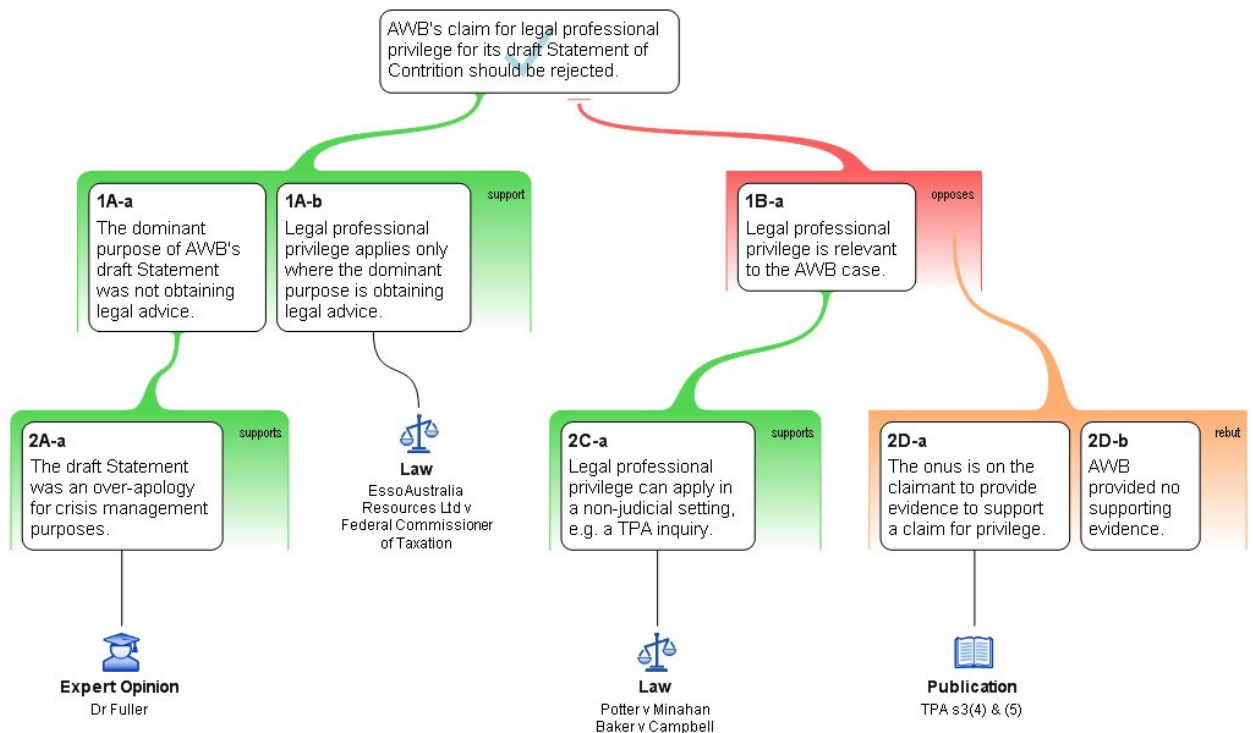 AWB's claim for legal professional
privilege for its draft Statement of
Contrition should be rejected.
1A-a
The dominant
purpose of AWB's
draft Statement
was not obtaining
legal advice.
1A-b
Legal professional
privilege applies only
where the dominant
purpose is obtaining
legal advice.
support
1B-a
Legal professional
privilege is relevant
to the AWB case.
opposes
2A-a
The draft Statement
was an over-apology
for crisis management
purposes.
supports
Law
EssoAustralia
Resources Ltd v
Federal Commissioner
of Taxation
2C-a
Legal professional
privilege can apply in
a non-judicial setting,
e.g. a TPA inquiry.
supports
2D-a
The onus is on the
claimant to provide
evidence to support
a claim for privilege.
2D-b
AWB
provided no
supporting
evidence.
rebut
Expert Opinion
Dr Fuller
Law
Potter v Minahan
Baker v Campbell
Publication
TPA s3(4) & (5)